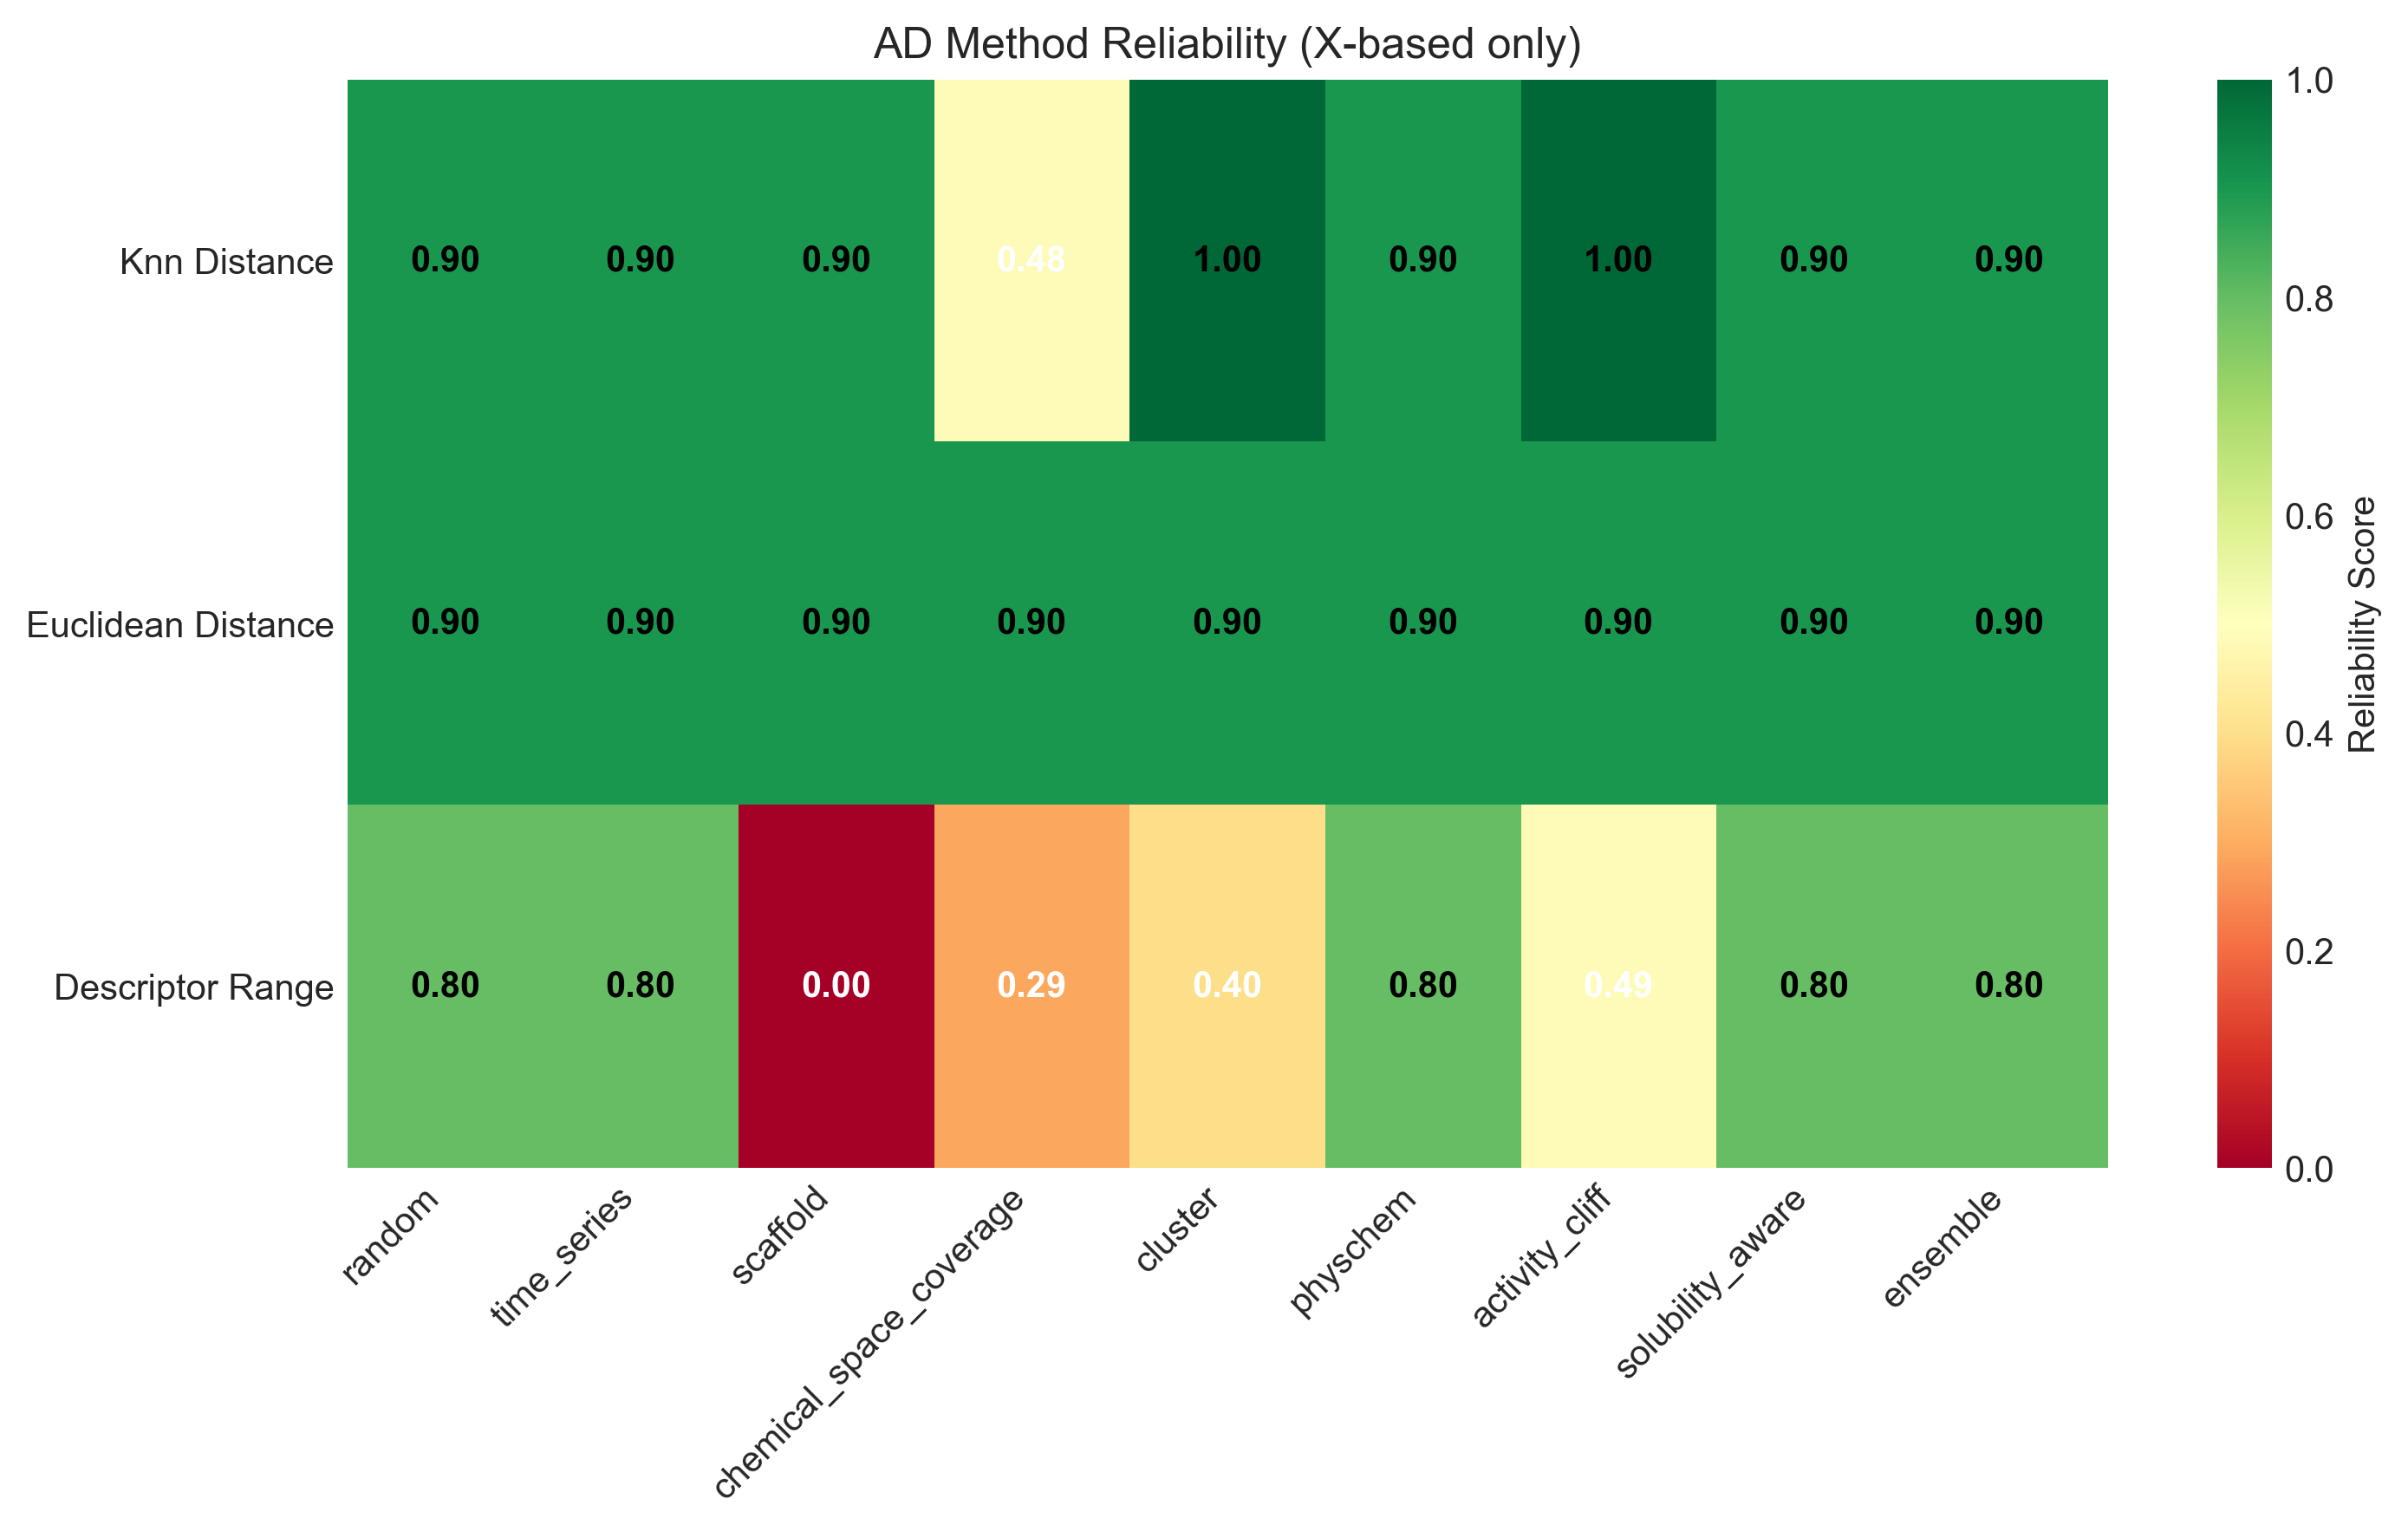 AD Method Reliability (X-based only)
Knn Distance 0.90 0.90 0.90 0.48 1.00 0.90 1.00 0.90 0.90
Euclidean Distance 0.90 0.90 0.90 0.90 0.90 0.90 0.90 0.90 0.90
Descriptor Range 0.80 0.80 0.00 0.29 0.40 0.80 0.49 0.80 0.80
random
time_series
scaffold
chemical_space_coverage
cluster
physchem
activity_cliff
solubility_aware
ensemble
1.0
0.8
0.6
0.4
0.2
0.0
Reliability Score